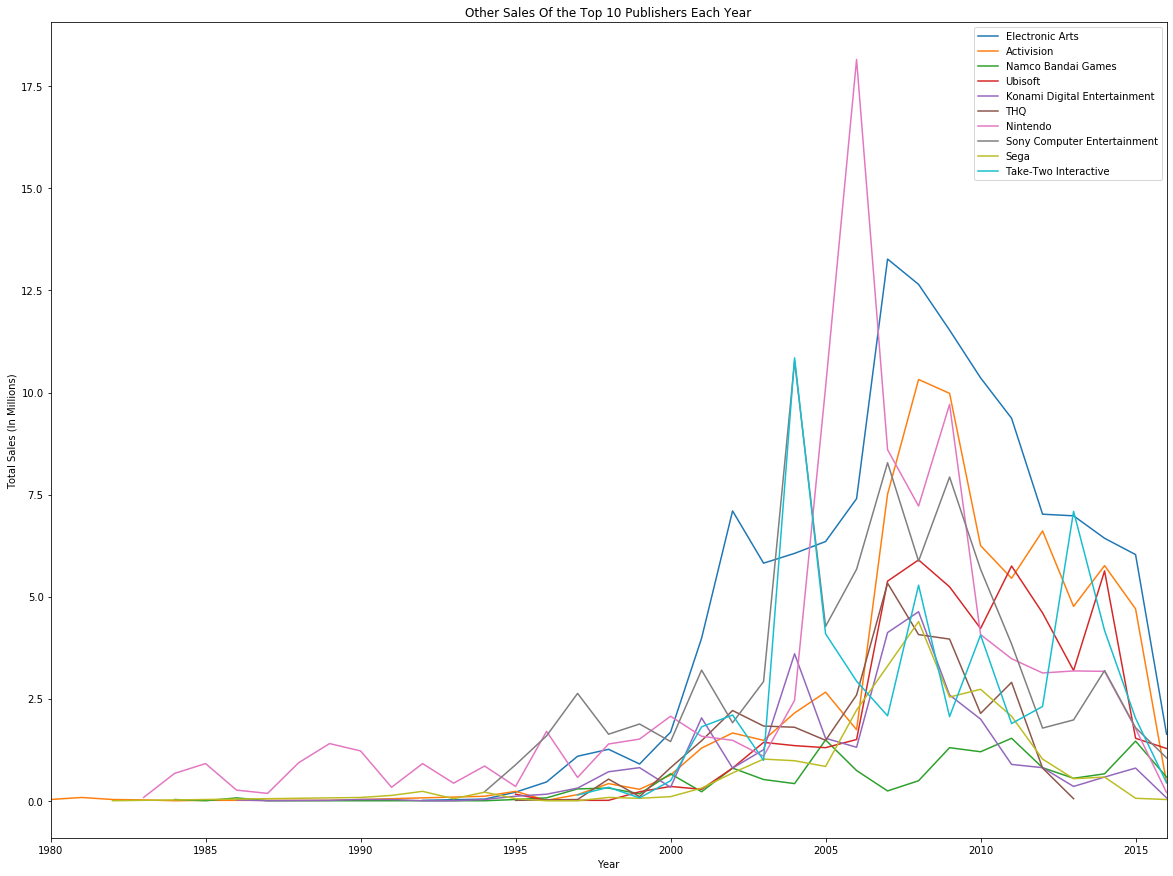 Other Sales Of the Top 10 Publishers Each Year
Electronic Arts
Activision
Namco Bandai Games
Ubisoft
Konami Digital Entertainment
THQ
Nintendo
Sony Computer Entertainment
Sega
Take-Two Interactive
Total Sales (In Millions)
17.5
15.0
12.5
10.0
7.5
5.0
2.5
0.0
1980 1985 1990 1995 2000 2005 2010 2015
Year